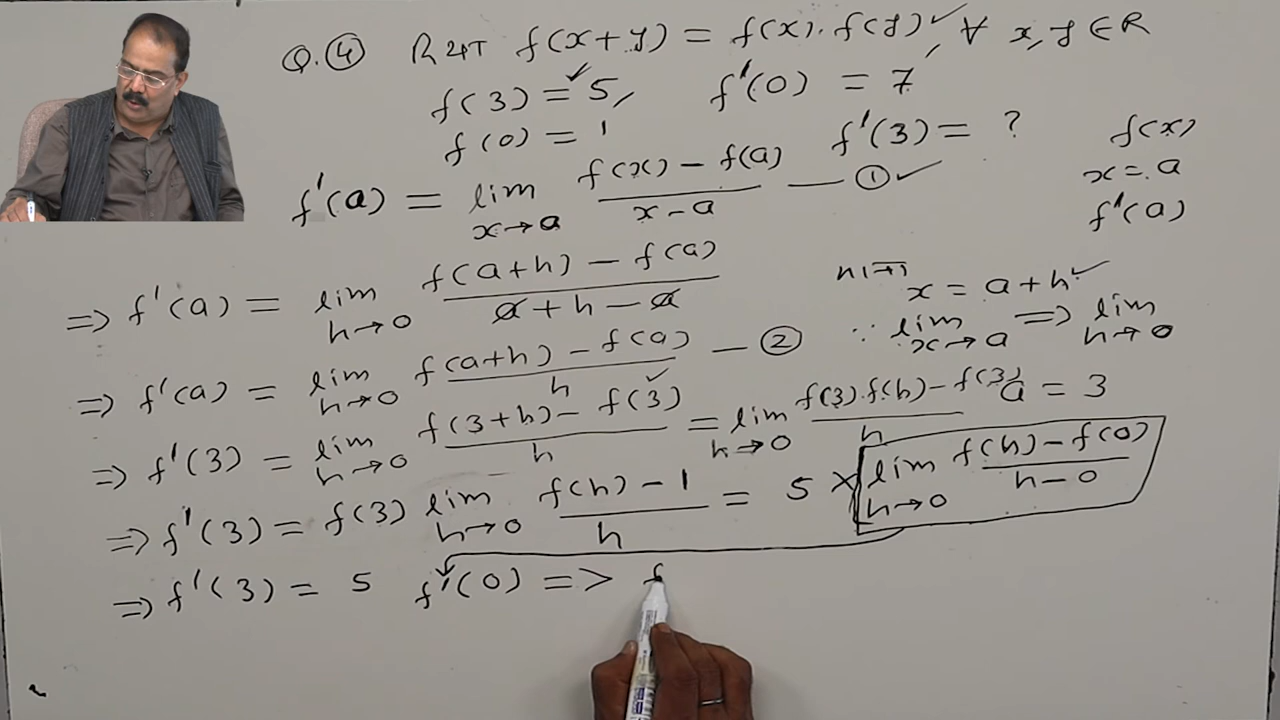 Q. ④ यदि f(x+y) = f(x). f(y) ✓, ∀ x, y ∈ R
f(3) = 5, f'(0) = 7
f(0) = 1 f'(3) = ?
f(x)
x = a
f'(a)
f'(a) = lim x→a f(x) − f(a) / x − a — ① ✓
⇒ f'(a) = lim h→0 f(a+h) − f(a) / a + h − a
x = a + h ✓
∵ lim x→a ⇒ lim h→0
⇒ f'(a) = lim h→0 f(a+h) − f(a) / h — ②
a = 3
⇒ f'(3) = lim h→0 f(3+h) − f(3) / h = lim h→0 f(3).f(h) − f(3) / h
⇒ f'(3) = f(3) lim h→0 f(h) − 1 / h = 5 × lim h→0 f(h) − f(0) / h − 0
⇒ f'(3) = 5 f'(0) => f